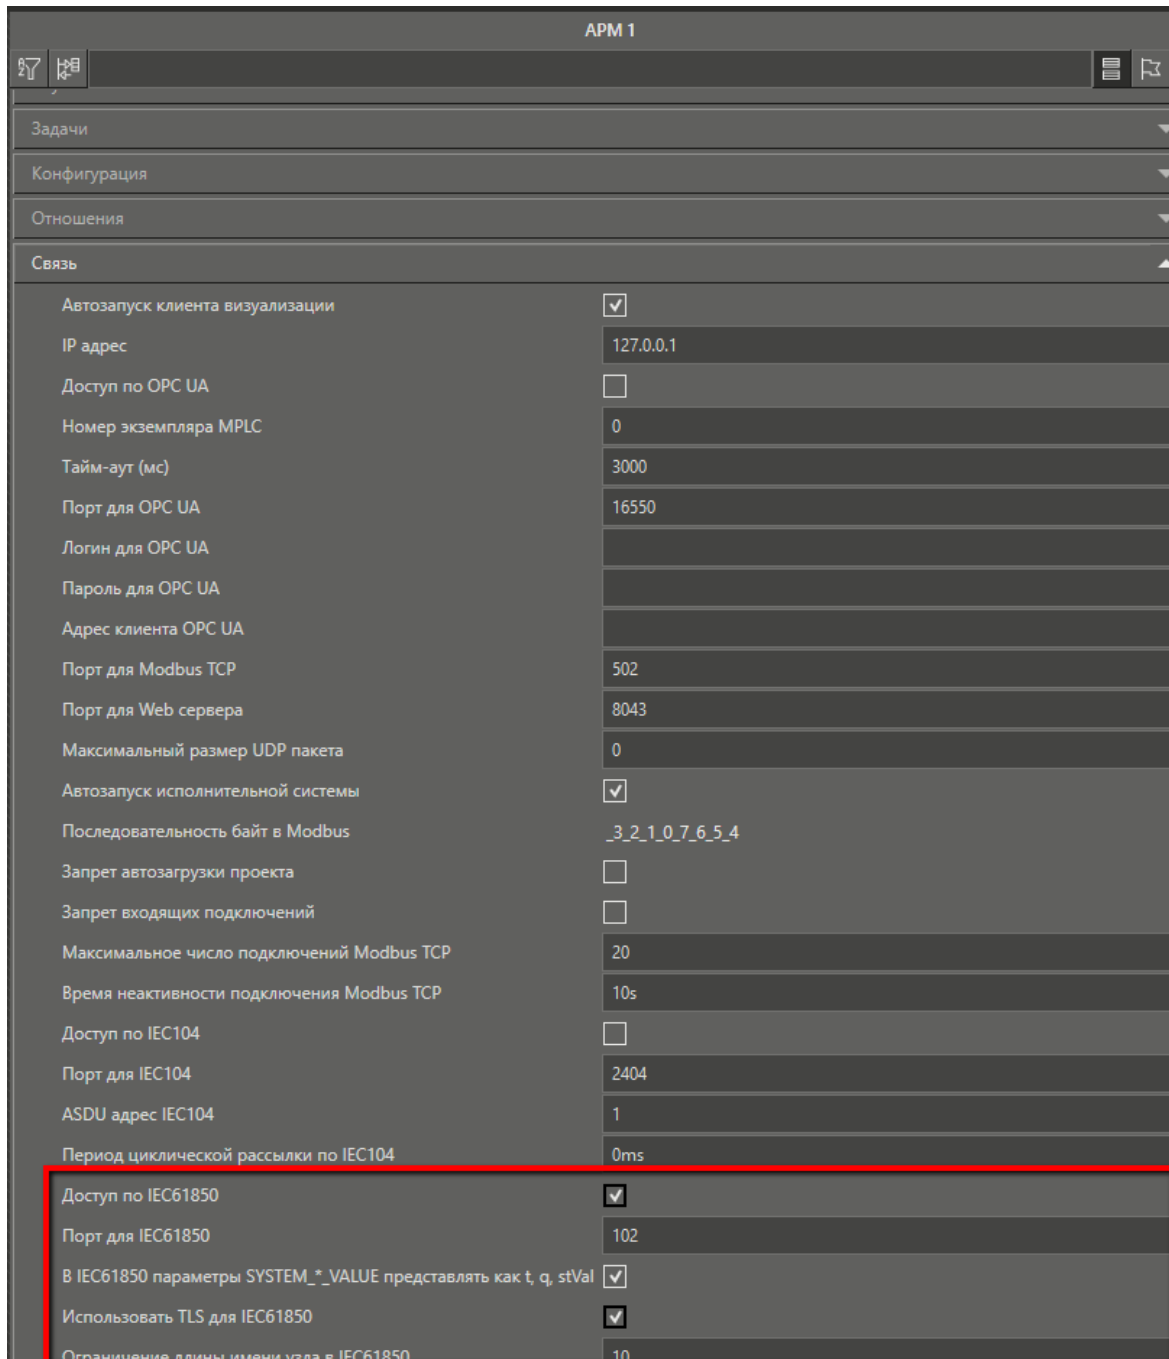 АРМ 1
Задачи
Конфигурация
Отношения
Связь
Автозапуск клиента визуализации
IP адрес 127.0.0.1
Доступ по OPC UA
Номер экземпляра MPLC 0
Тайм-аут (мс) 3000
Порт для OPC UA 16550
Логин для OPC UA
Пароль для OPC UA
Адрес клиента OPC UA
Порт для Modbus TCP 502
Порт для Web сервера 8043
Максимальный размер UDP пакета 0
Автозапуск исполнительной системы
Последовательность байт в Modbus _3_2_1_0_7_6_5_4
Запрет автозагрузки проекта
Запрет входящих подключений
Максимальное число подключений Modbus TCP 20
Время неактивности подключения Modbus TCP 10s
Доступ по IEC104
Порт для IEC104 2404
ASDU адрес IEC104 1
Период циклической рассылки по IEC104 0ms
Доступ по IEC61850
Порт для IEC61850 102
В IEC61850 параметры SYSTEM_*_VALUE представлять как t, q, stVal
Использовать TLS для IEC61850
Ограничение длины имени узла в IEC61850 10